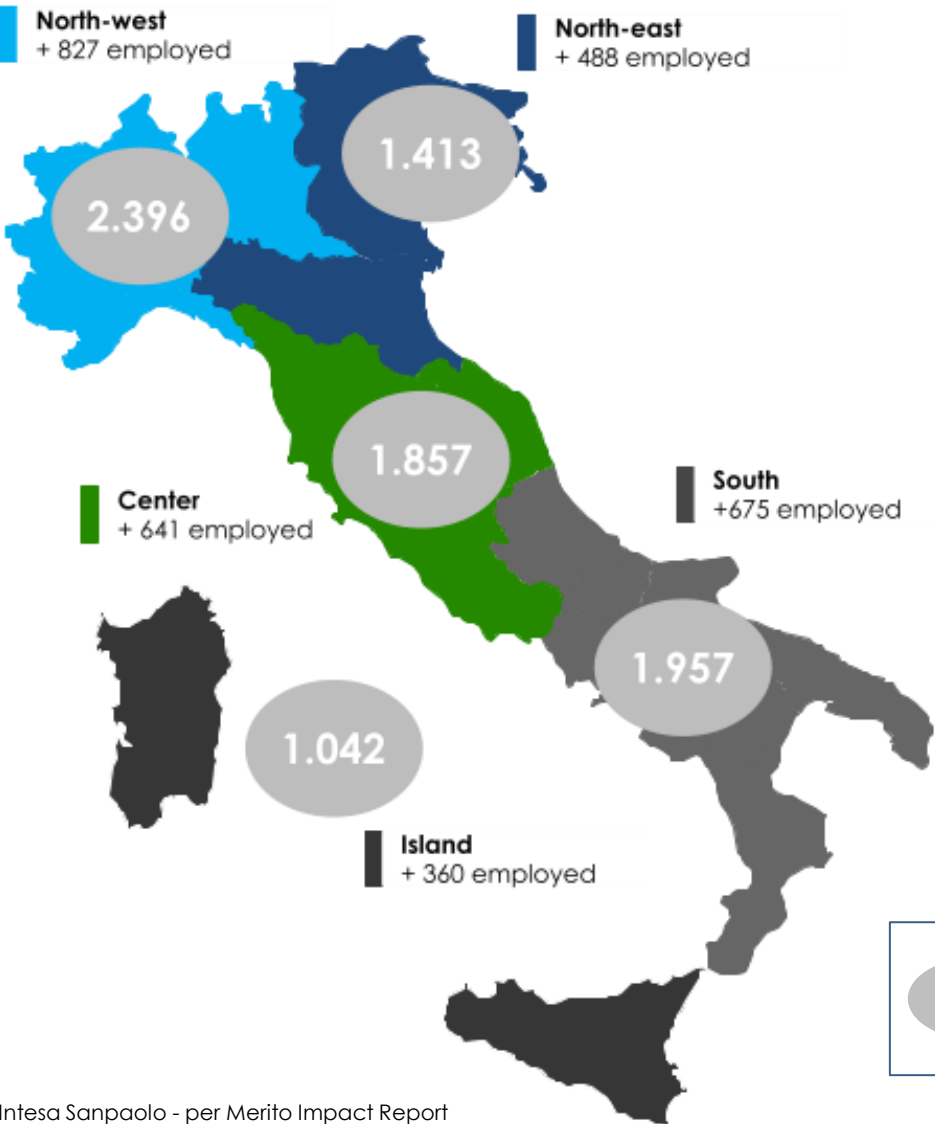 North-west
+ 827 employed
North-east
+ 488 employed
1.413
2.396
1.857
Center
+ 641 employed
South
+675 employed
1.957
1.042
Island
+ 360 employed
Intesa Sanpaolo - per Merito Impact Report